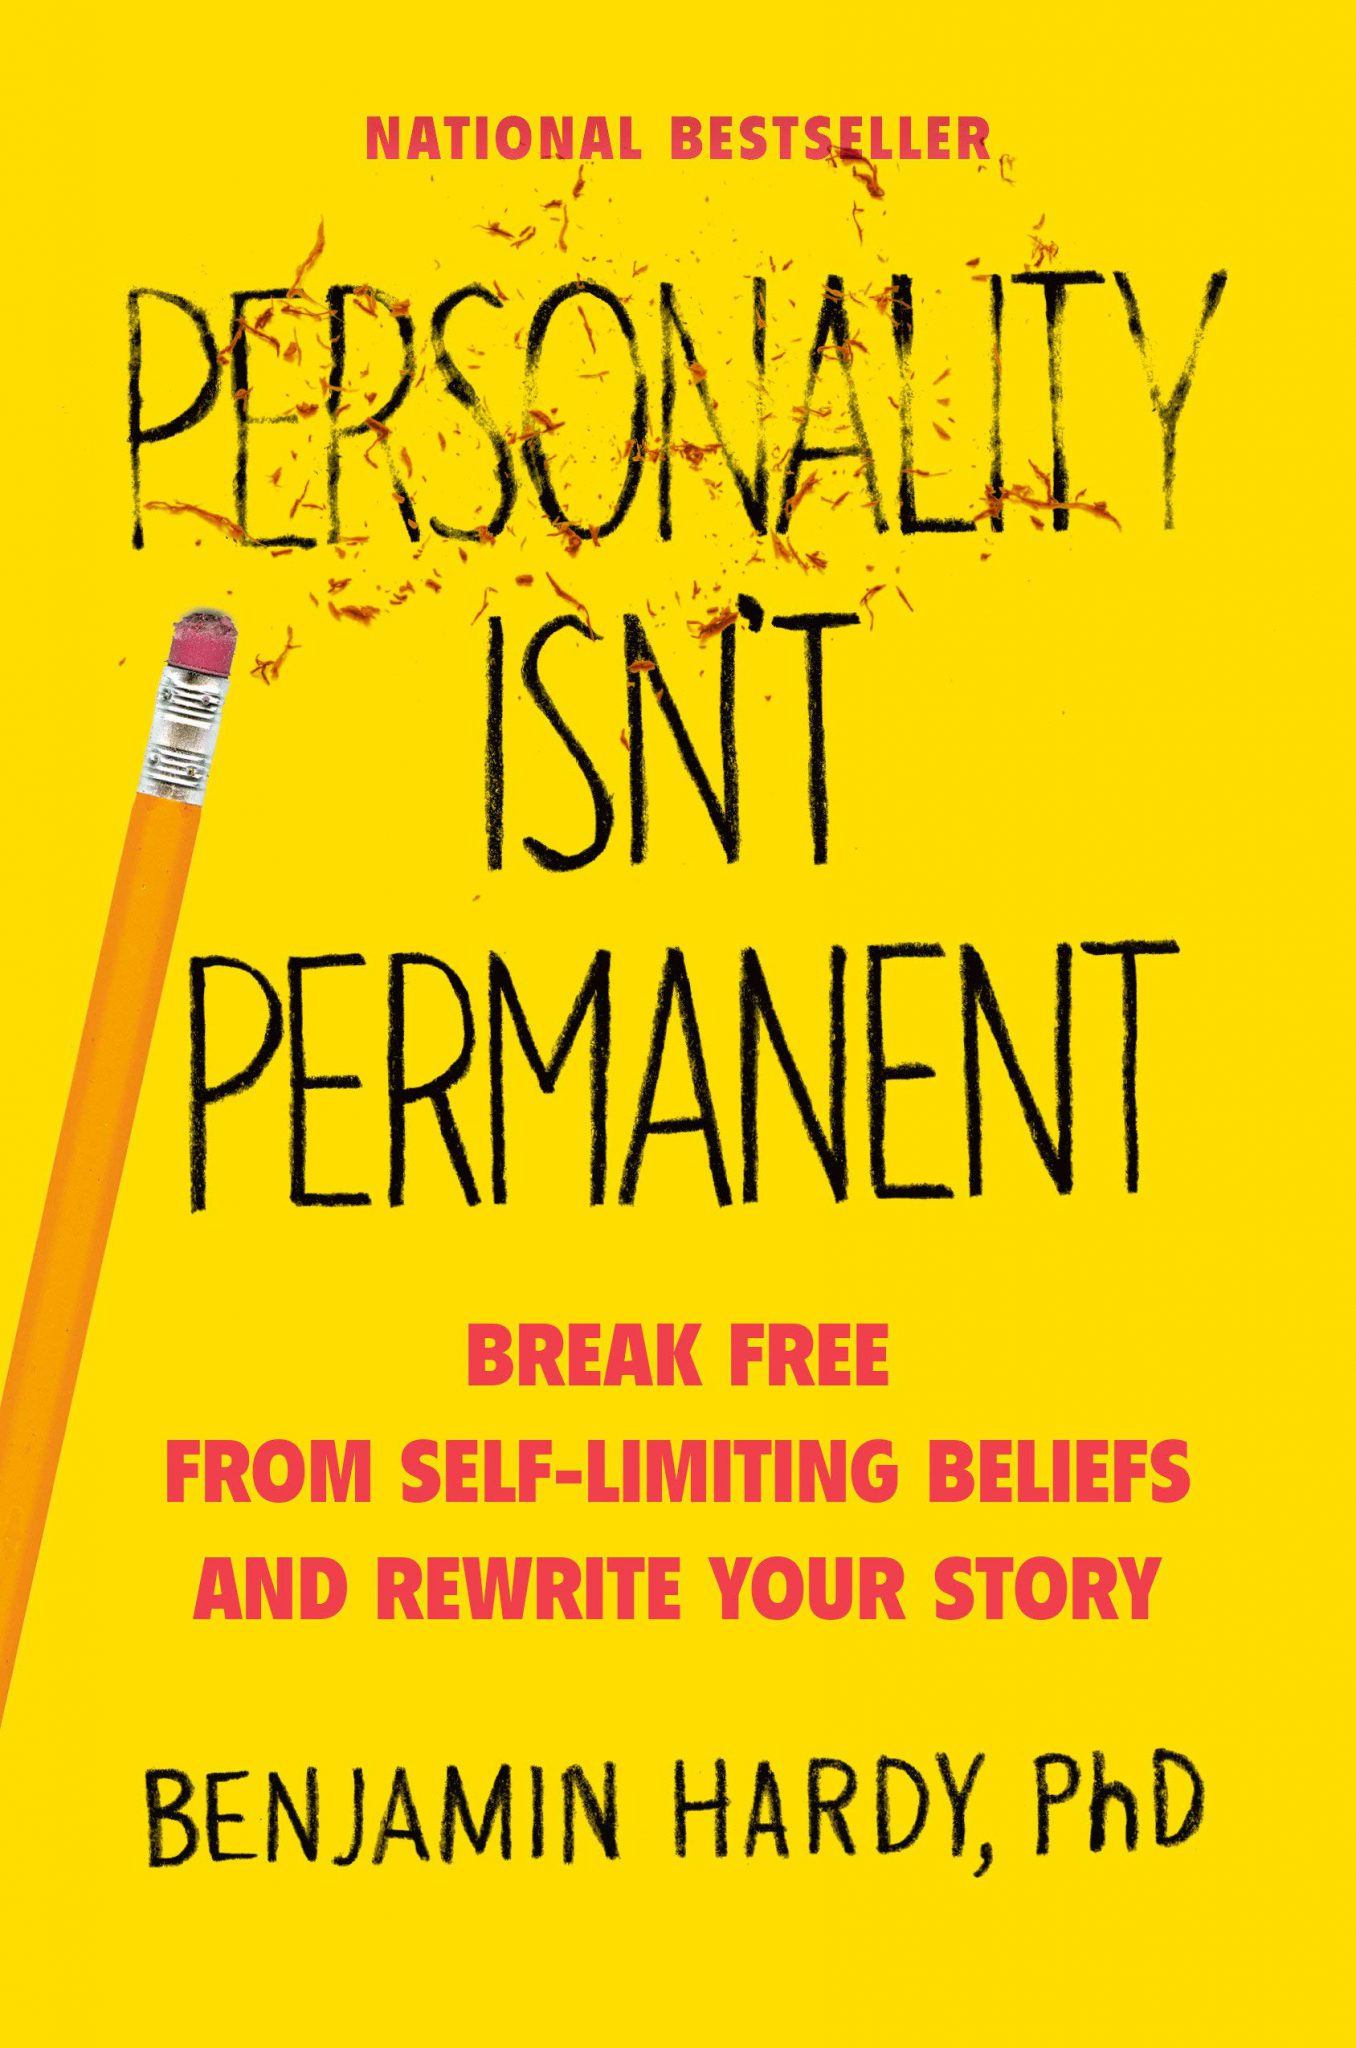 NATIONAL BESTSELLER
PERSONALITY
ISN'T
PERMANENT
BREAK FREE
FROM SELF-LIMITING BELIEFS
AND REWRITE YOUR STORY
BENJAMIN HARDY, PhD